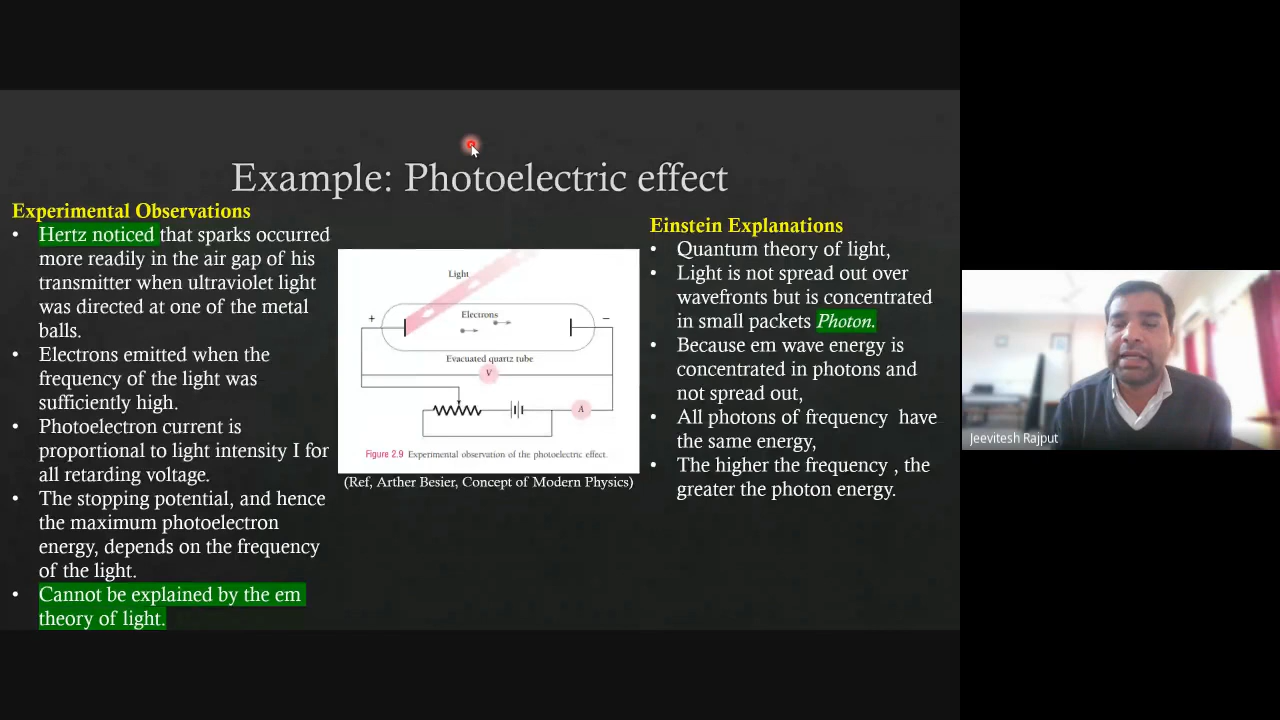 Example: Photoelectric effect
Experimental Observations
• Hertz noticed that sparks occurred
more readily in the air gap of his
transmitter when ultraviolet light
was directed at one of the metal
balls.
• Electrons emitted when the
frequency of the light was
sufficiently high.
• Photoelectron current is
proportional to light intensity I for
all retarding voltage.
• The stopping potential, and hence
the maximum photoelectron
energy, depends on the frequency
of the light.
• Cannot be explained by the em
theory of light.
Light
+
Electrons
−
Evacuated quartz tube
V
A
Figure 2.9 Experimental observation of the photoelectric effect.
(Ref, Arther Besier, Concept of Modern Physics)
Einstein Explanations
• Quantum theory of light,
• Light is not spread out over
wavefronts but is concentrated
in small packets Photon.
• Because em wave energy is
concentrated in photons and
not spread out,
• All photons of frequency have
the same energy,
• The higher the frequency , the
greater the photon energy.
Jeevitesh Rajput